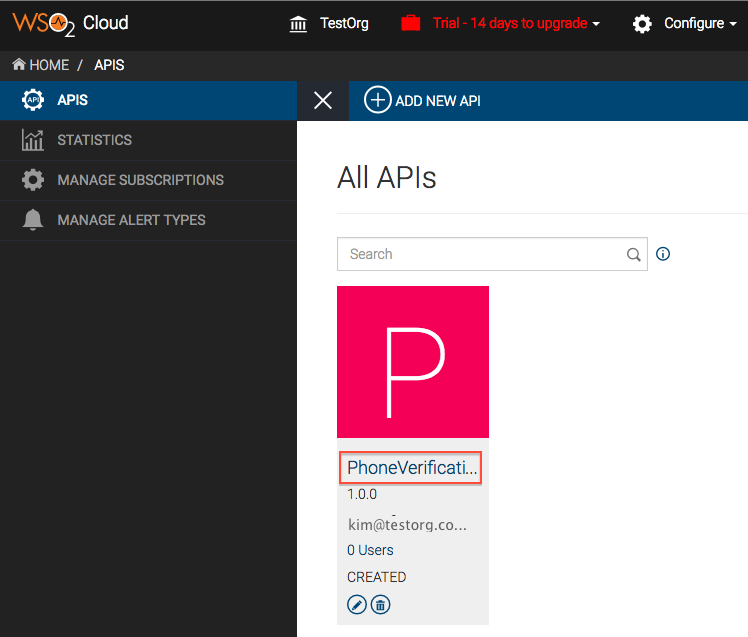 WSO2 Cloud
TestOrg
Trial - 14 days to upgrade
Configure
HOME / APIS
API APIS
ADD NEW API
STATISTICS
MANAGE SUBSCRIPTIONS
MANAGE ALERT TYPES
All APIs
Search
P
PhoneVerificati...
1.0.0
kim@testorg.co...
0 Users
CREATED